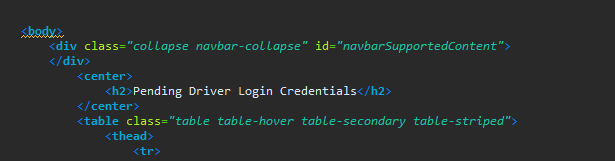 <body>
<div class="collapse navbar-collapse" id="navbarSupportedContent">
</div>
<center>
<h2>Pending Driver Login Credentials</h2>
</center>
<table class="table table-hover table-secondary table-striped">
<thead>
<tr>